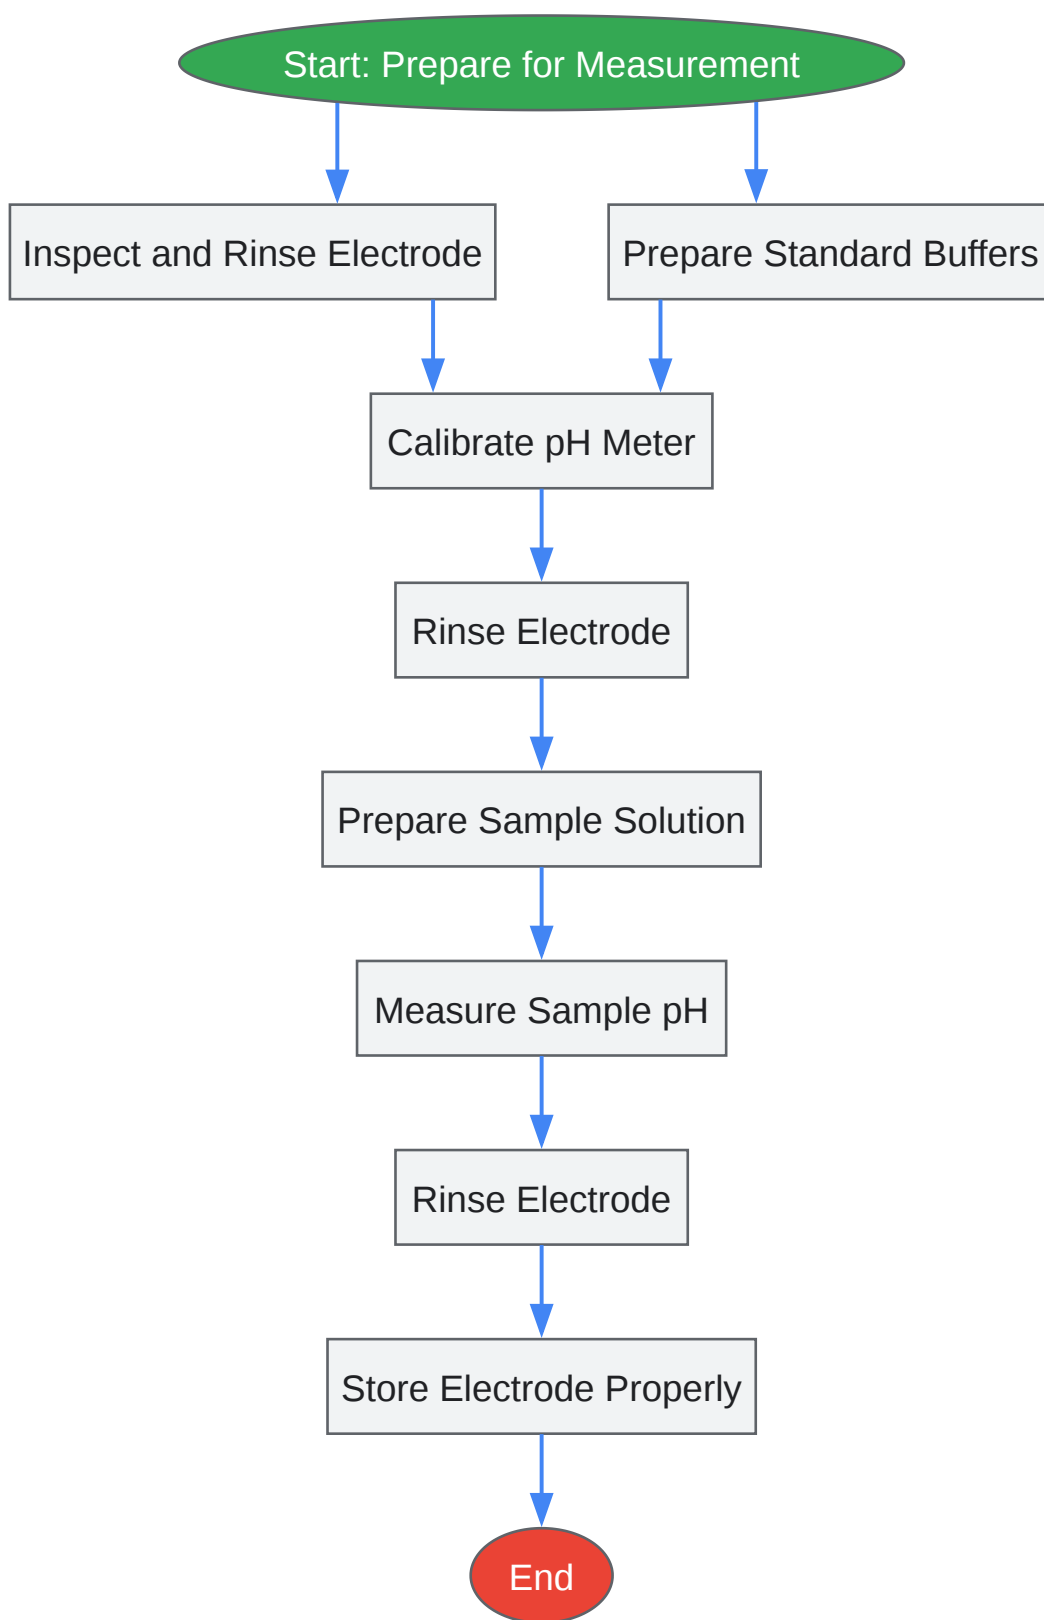 Start: Prepare for Measurement
Inspect and Rinse Electrode
Prepare Standard Buffers
Calibrate pH Meter
Rinse Electrode
Prepare Sample Solution
Measure Sample pH
Rinse Electrode
Store Electrode Properly
End